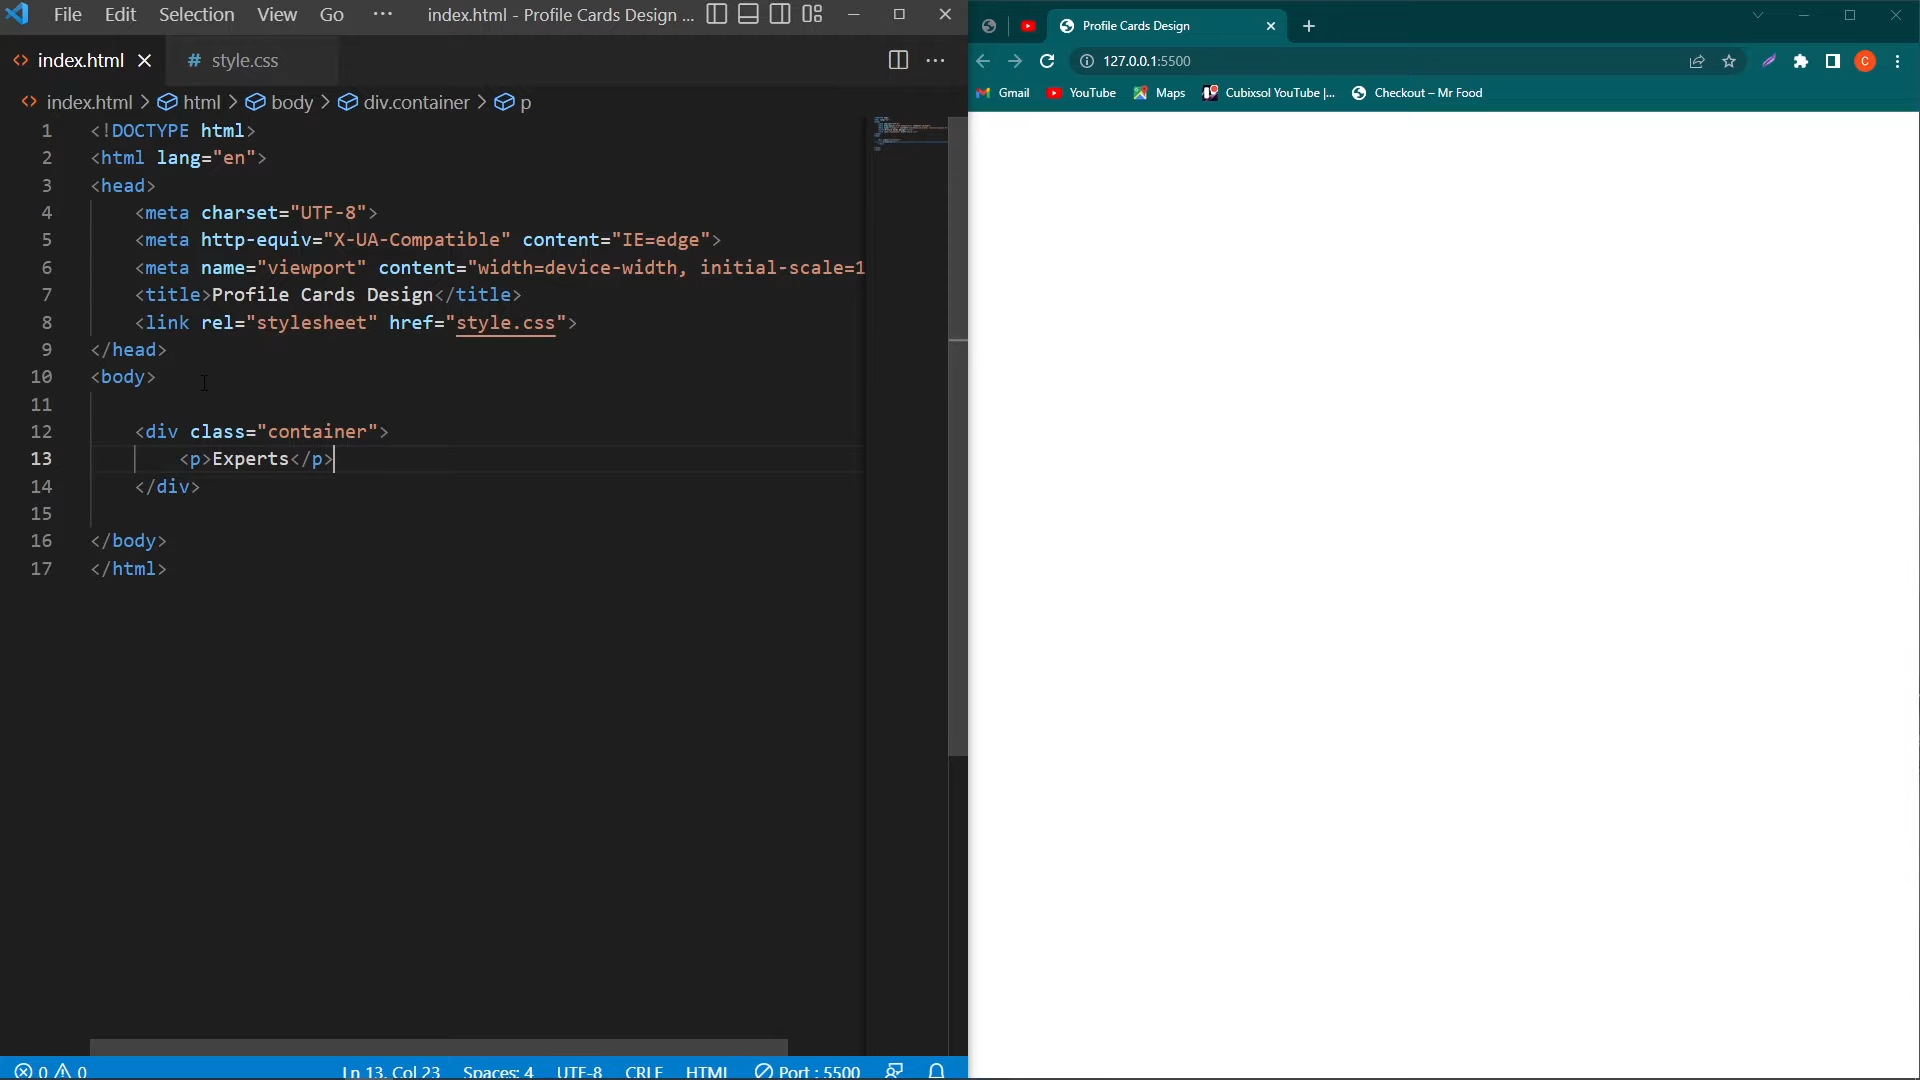 File Edit Selection View Go ··· index.html - Profile Cards Design ...
index.html # style.css
index.html > html > body > div.container > p
1 <!DOCTYPE html>
2 <html lang="en">
3 <head>
4 <meta charset="UTF-8">
5 <meta http-equiv="X-UA-Compatible" content="IE=edge">
6 <meta name="viewport" content="width=device-width, initial-scale=1
7 <title>Profile Cards Design</title>
8 <link rel="stylesheet" href="style.css">
9 </head>
10 <body>
11
12 <div class="container">
13 <p>Experts</p>
14 </div>
15
16 </body>
17 </html>
0 0 Ln 13, Col 23 Spaces: 4 UTF-8 CRLF HTML Port : 5500
Profile Cards Design
127.0.0.1:5500 C
Gmail YouTube Maps Cubixsol YouTube |... Checkout – Mr Food